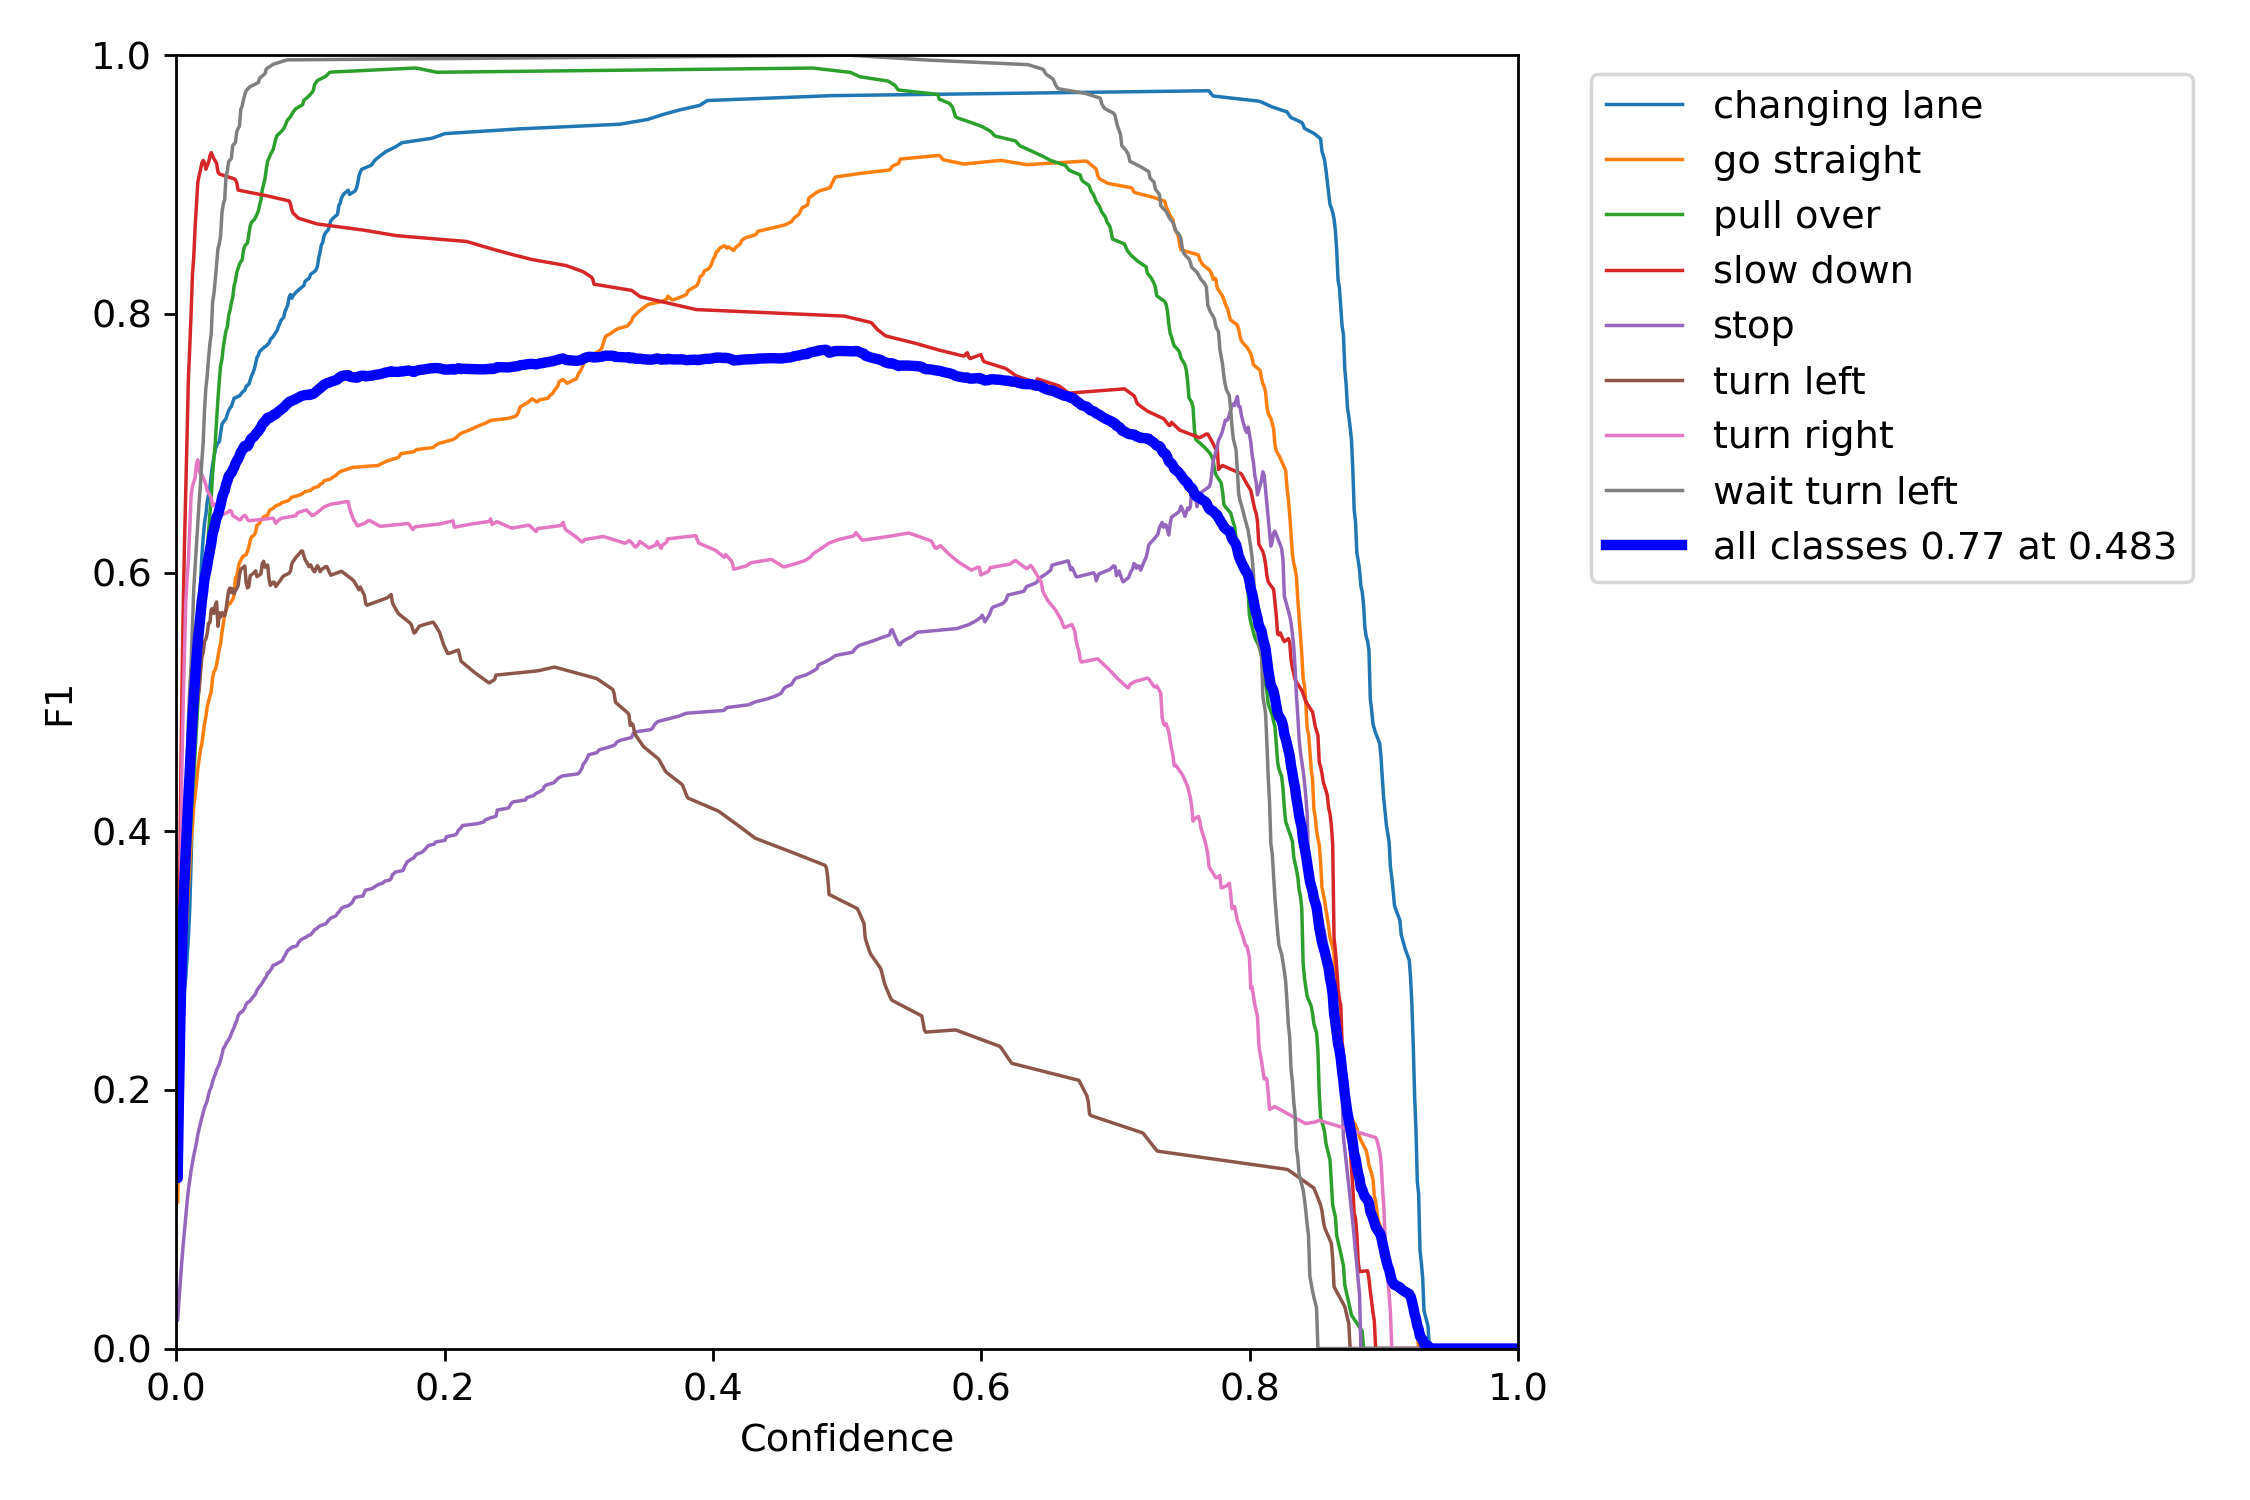 1.0
0.8
0.6
0.4
0.2
0.0
F1
0.0 0.2 0.4 0.6 0.8 1.0
Confidence
changing lane
go straight
pull over
slow down
stop
turn left
turn right
wait turn left
all classes 0.77 at 0.483